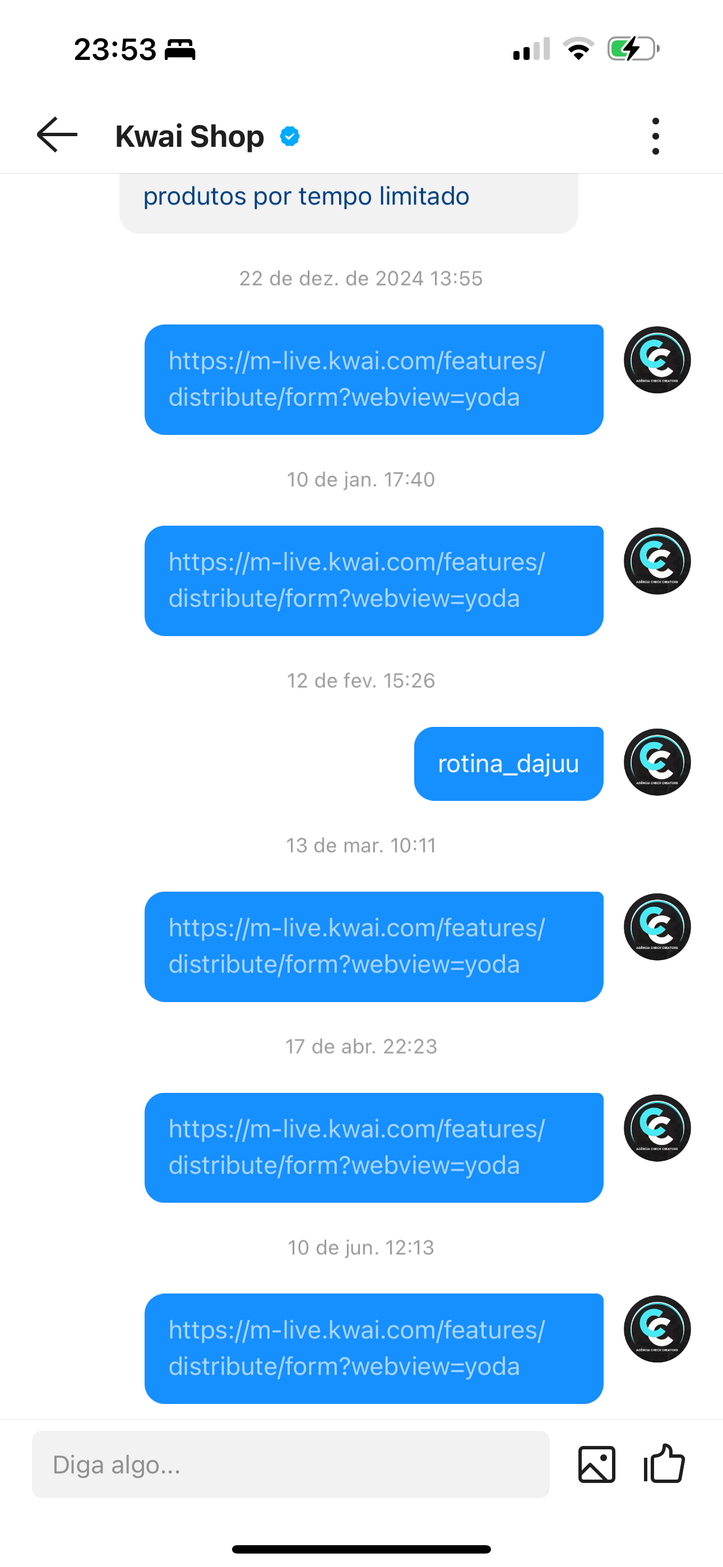 23:53
Kwai Shop
produtos por tempo limitado
22 de dez. de 2024 13:55
https://m-live.kwai.com/features/
distribute/form?webview=yoda
10 de jan. 17:40
https://m-live.kwai.com/features/
distribute/form?webview=yoda
12 de fev. 15:26
rotina_dajuu
13 de mar. 10:11
https://m-live.kwai.com/features/
distribute/form?webview=yoda
17 de abr. 22:23
https://m-live.kwai.com/features/
distribute/form?webview=yoda
10 de jun. 12:13
https://m-live.kwai.com/features/
distribute/form?webview=yoda
Diga algo...